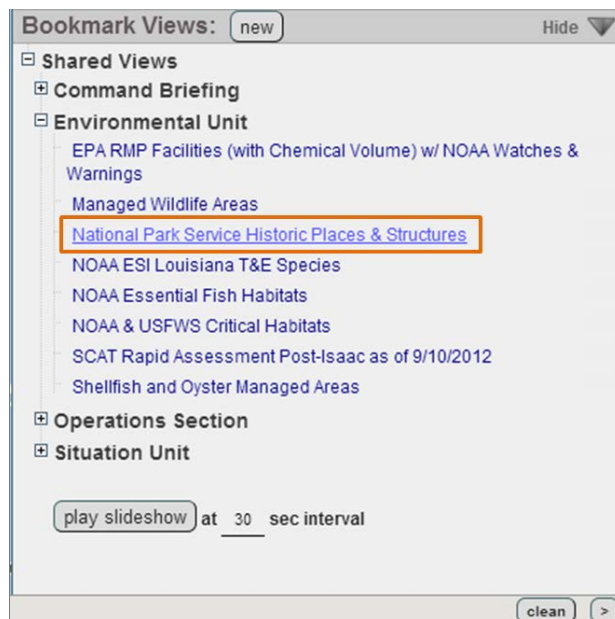 Bookmark Views: new Hide
Shared Views
Command Briefing
Environmental Unit
EPA RMP Facilities (with Chemical Volume) w/ NOAA Watches &
Warnings
Managed Wildlife Areas
National Park Service Historic Places & Structures
NOAA ESI Louisiana T&E Species
NOAA Essential Fish Habitats
NOAA & USFWS Critical Habitats
SCAT Rapid Assessment Post-Isaac as of 9/10/2012
Shellfish and Oyster Managed Areas
Operations Section
Situation Unit
play slideshow at 30 sec interval
clean >